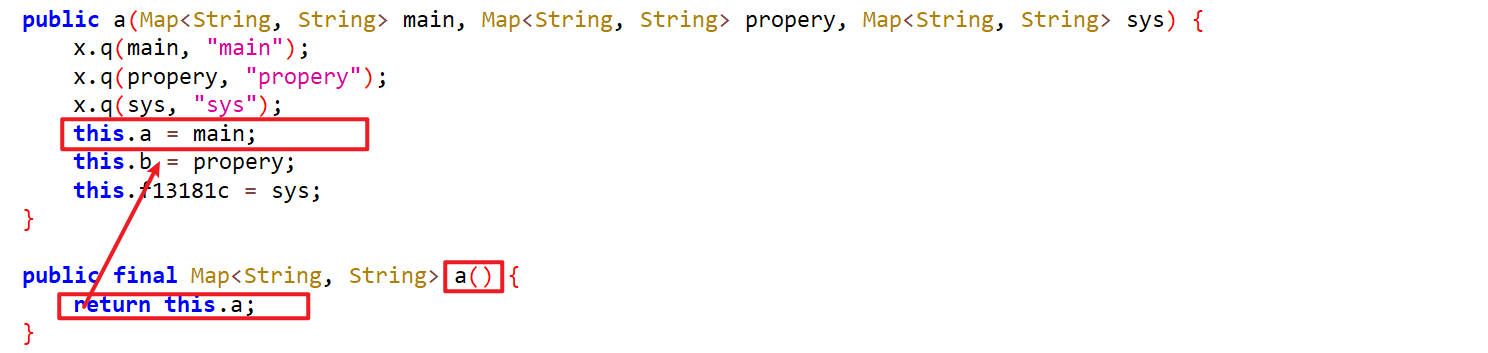 public a(Map<String, String> main, Map<String, String> propery, Map<String, String> sys) {
x.q(main, "main");
x.q(propery, "propery");
x.q(sys, "sys");
this.a = main;
this.b = propery;
this.f13181c = sys;
}
public final Map<String, String> a() {
return this.a;
}